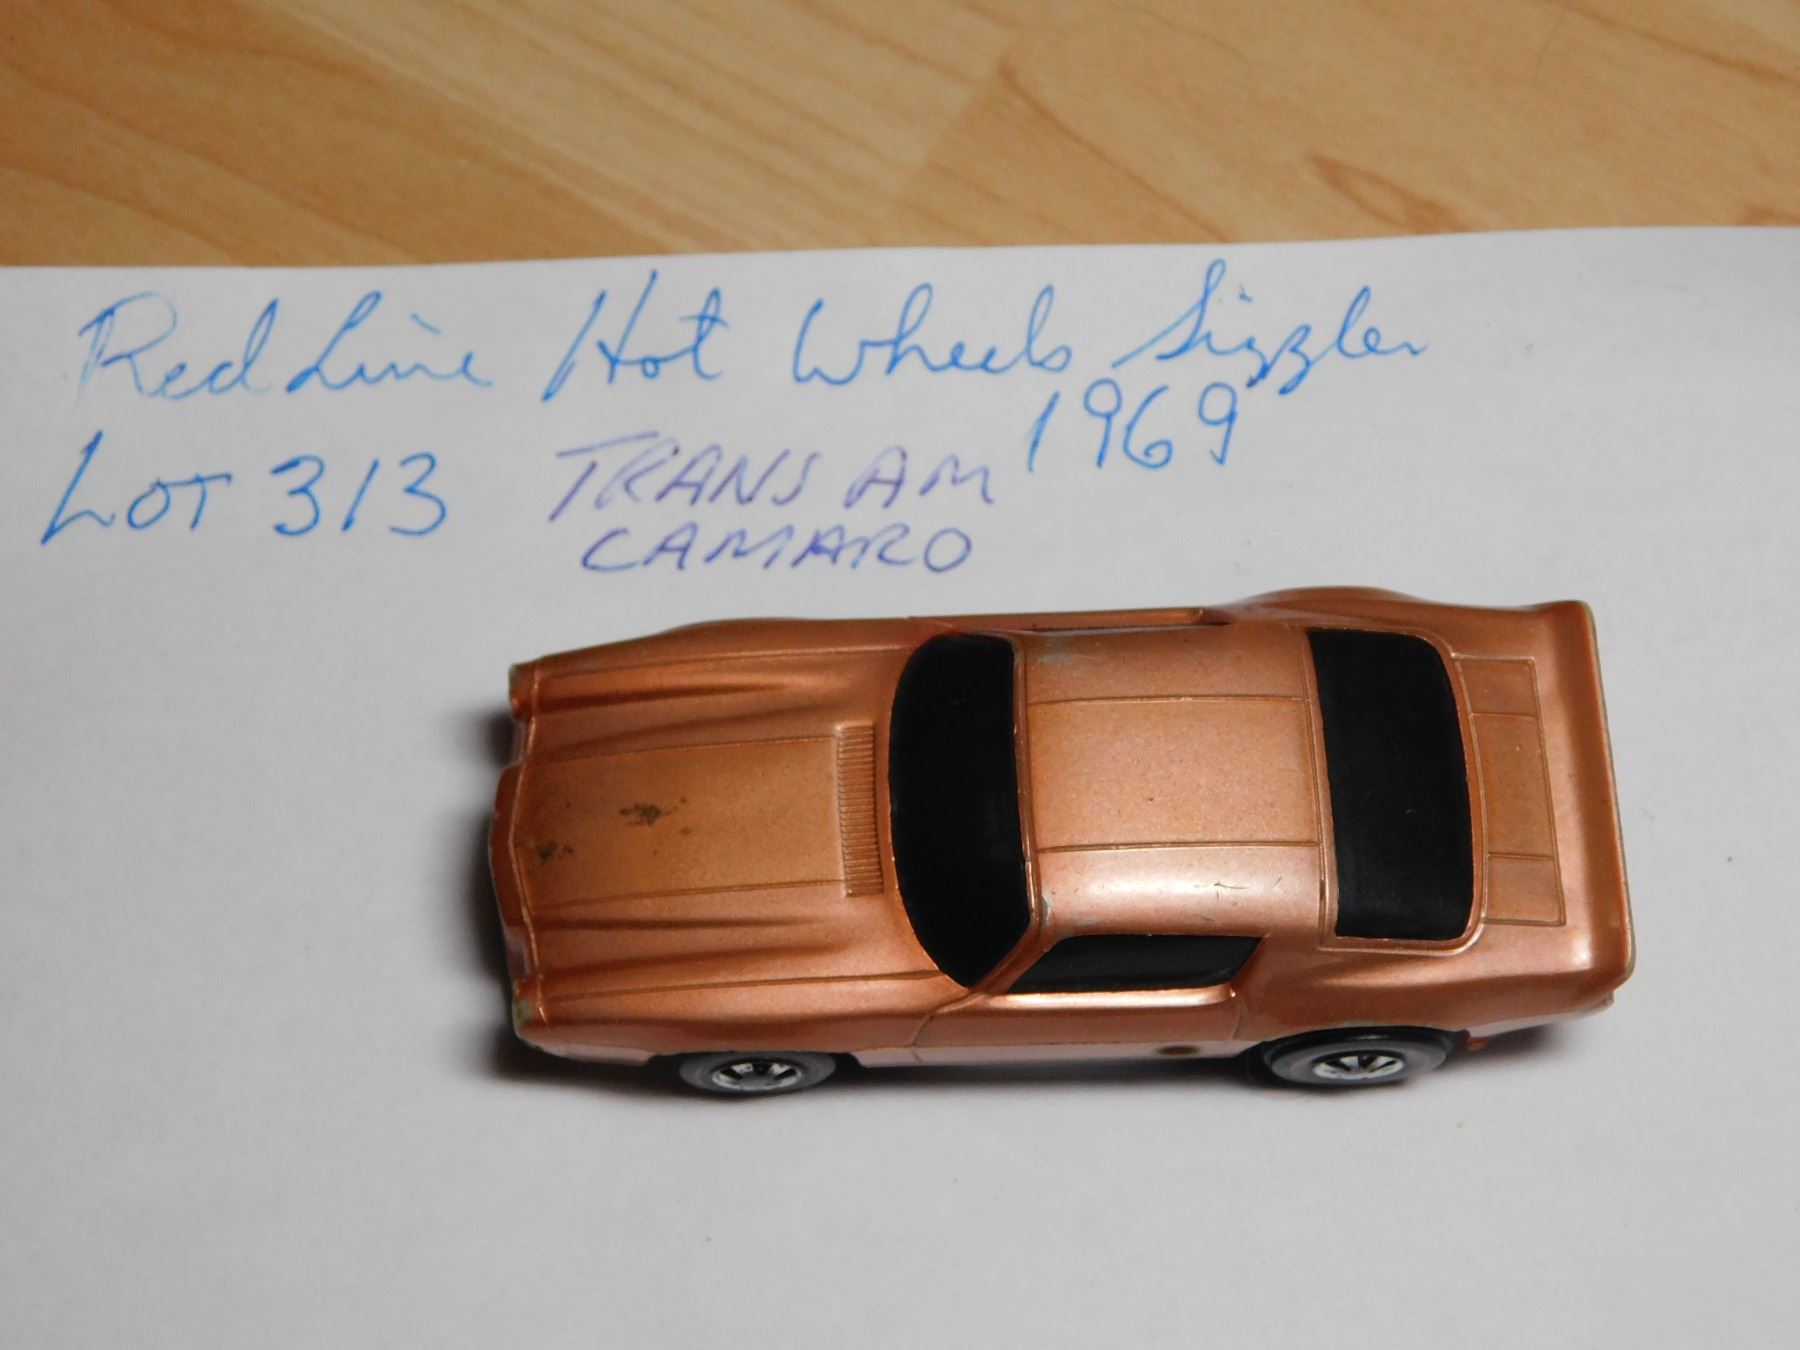 Red Line Hot Wheels Sizzler
1969
LOT 313 TRANS AM
CAMARO